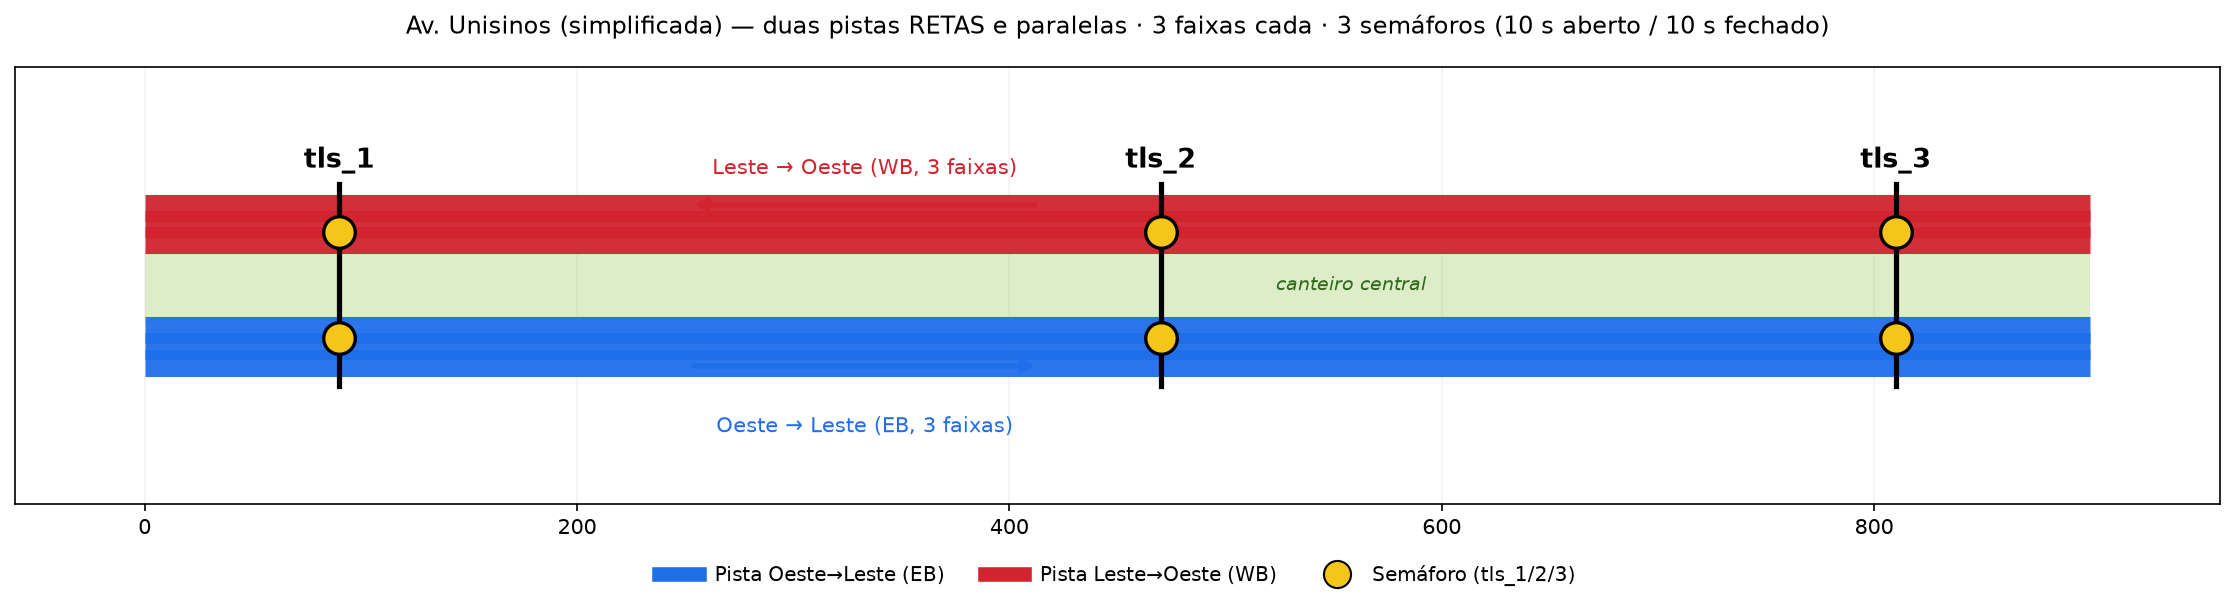 Av. Unisinos (simplificada) — duas pistas RETAS e paralelas · 3 faixas cada · 3 semáforos (10 s aberto / 10 s fechado)
tls_1
Leste → Oeste (WB, 3 faixas)
tls_2
tls_3
canteiro central
Oeste → Leste (EB, 3 faixas)
0
200
400
600
800
Pista Oeste→Leste (EB)
Pista Leste→Oeste (WB)
Semáforo (tls_1/2/3)